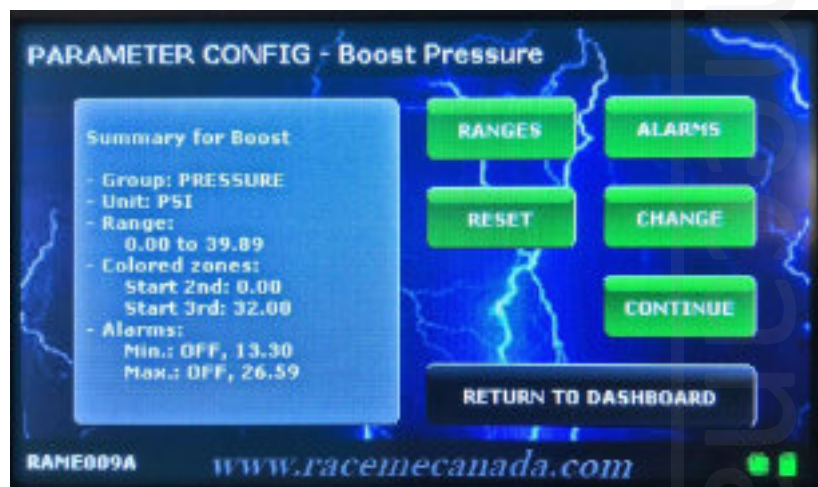 PARAMETER CONFIG - Boost Pressure
Summary for Boost
- Group: PRESSURE
- Unit: PSI
- Range:
0.00 to 39.89
- Colored zones:
Start 2nd: 0.00
Start 3rd: 32.00
- Alarms:
Min.: OFF, 13.30
Max.: OFF, 26.59
RANGES
ALARMS
RESET
CHANGE
CONTINUE
RETURN TO DASHBOARD
RAME009A
www.racemecanada.com